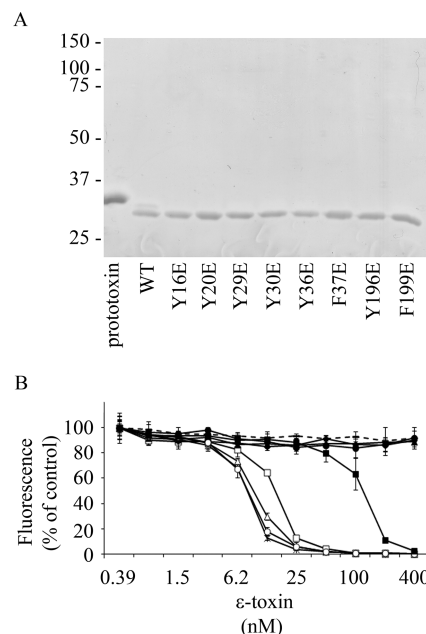 A
150 -
100 -
75 -
50 -
37 -
25 -
prototoxin
WT
Y16E
Y20E
Y29E
Y30E
Y36E
F37E
Y196E
F199E
B
Fluorescence
(% of control)
100
80
60
40
20
0
0.39 1.5 6.2 25 100 400
ε-toxin
(nM)